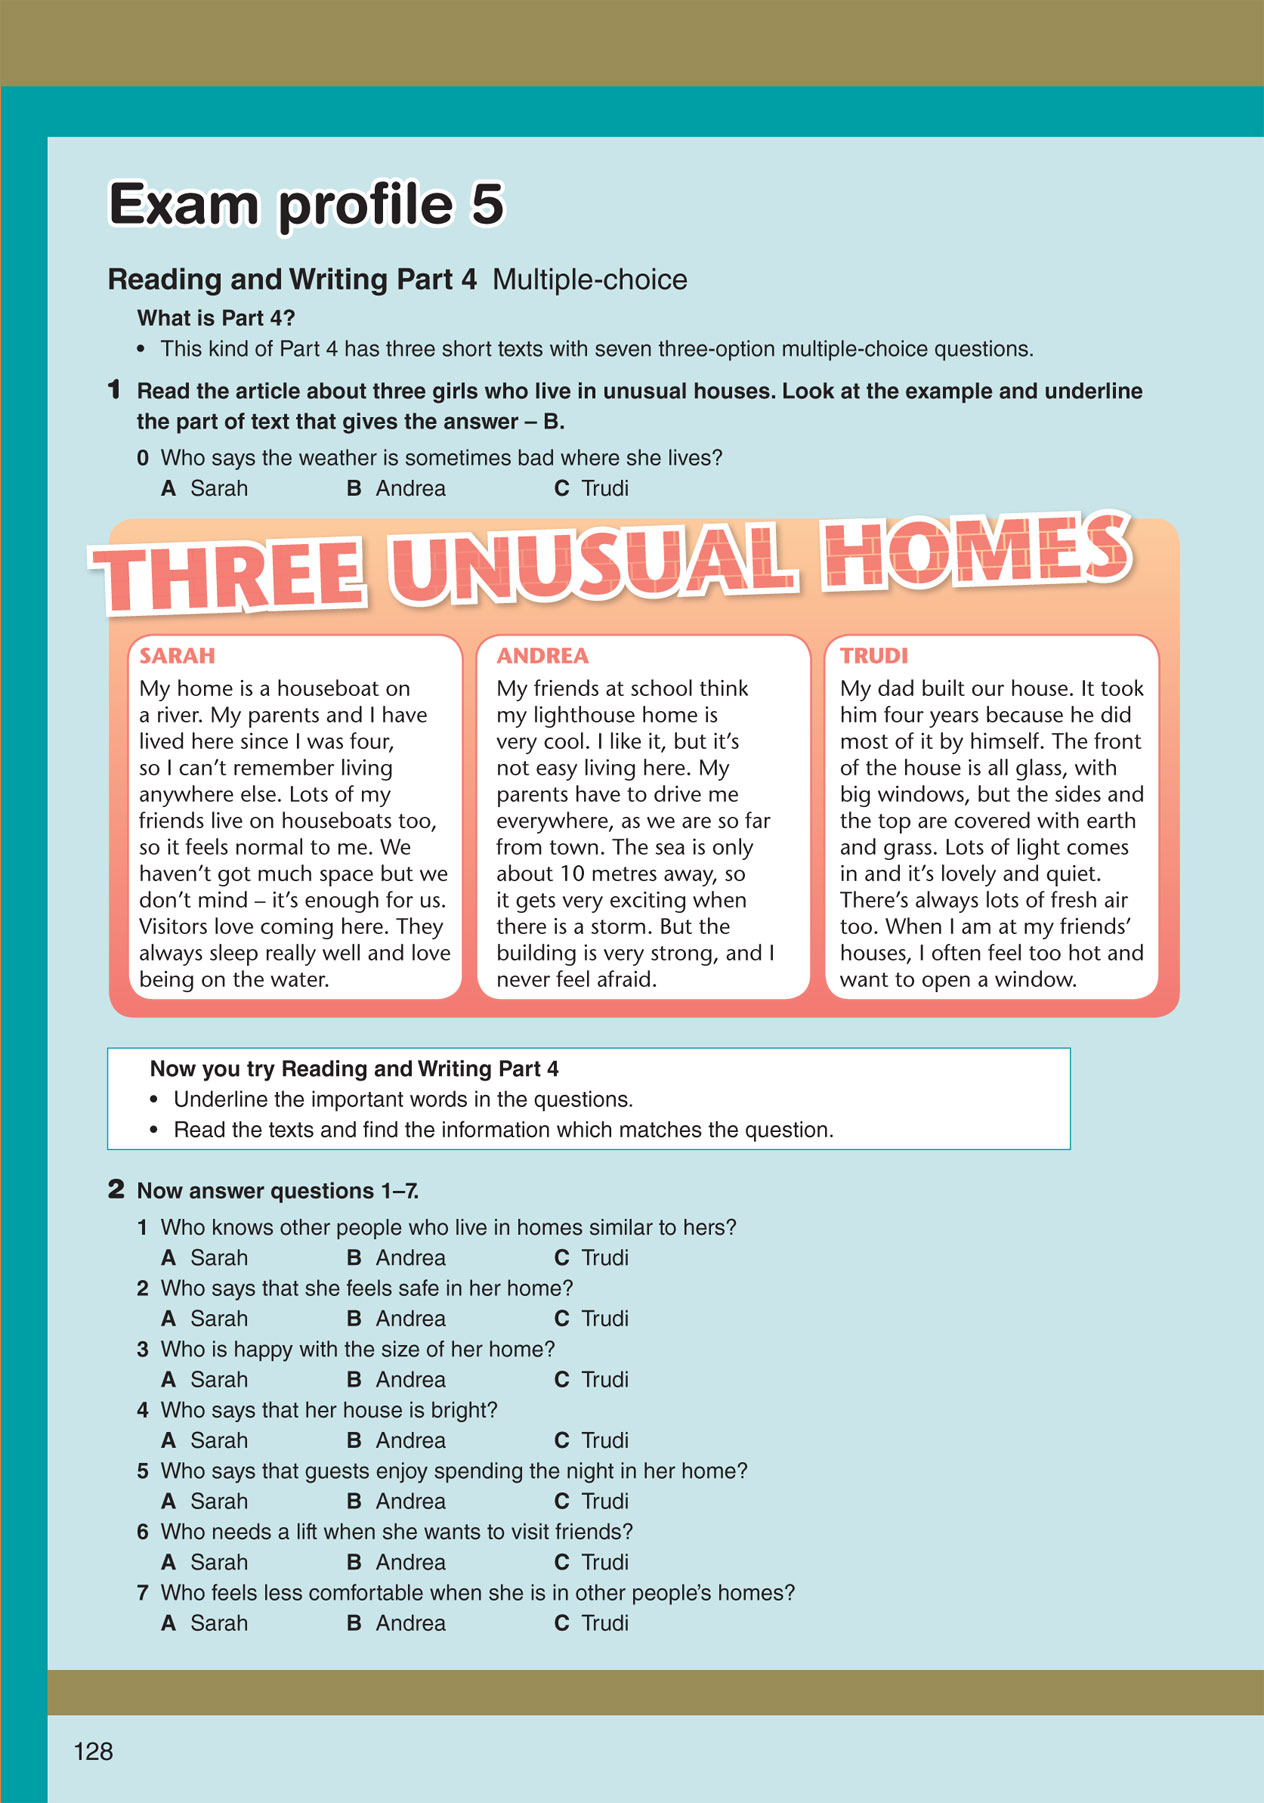 Exam profile 5
Reading and Writing Part 4 Multiple-choice
What is Part 4?
• This kind of Part 4 has three short texts with seven three-option multiple-choice questions.
1 Read the article about three girls who live in unusual houses. Look at the example and underline
the part of text that gives the answer – B.
0 Who says the weather is sometimes bad where she lives?
A Sarah B Andrea C Trudi
THREE UNUSUAL HOMES
SARAH
My home is a houseboat on
a river. My parents and I have
lived here since I was four,
so I can't remember living
anywhere else. Lots of my
friends live on houseboats too,
so it feels normal to me. We
haven't got much space but we
don't mind – it's enough for us.
Visitors love coming here. They
always sleep really well and love
being on the water.
ANDREA
My friends at school think
my lighthouse home is
very cool. I like it, but it's
not easy living here. My
parents have to drive me
everywhere, as we are so far
from town. The sea is only
about 10 metres away, so
it gets very exciting when
there is a storm. But the
building is very strong, and I
never feel afraid.
TRUDI
My dad built our house. It took
him four years because he did
most of it by himself. The front
of the house is all glass, with
big windows, but the sides and
the top are covered with earth
and grass. Lots of light comes
in and it's lovely and quiet.
There's always lots of fresh air
too. When I am at my friends'
houses, I often feel too hot and
want to open a window.
Now you try Reading and Writing Part 4
• Underline the important words in the questions.
• Read the texts and find the information which matches the question.
2 Now answer questions 1–7.
1 Who knows other people who live in homes similar to hers?
A Sarah B Andrea C Trudi
2 Who says that she feels safe in her home?
A Sarah B Andrea C Trudi
3 Who is happy with the size of her home?
A Sarah B Andrea C Trudi
4 Who says that her house is bright?
A Sarah B Andrea C Trudi
5 Who says that guests enjoy spending the night in her home?
A Sarah B Andrea C Trudi
6 Who needs a lift when she wants to visit friends?
A Sarah B Andrea C Trudi
7 Who feels less comfortable when she is in other people's homes?
A Sarah B Andrea C Trudi
128